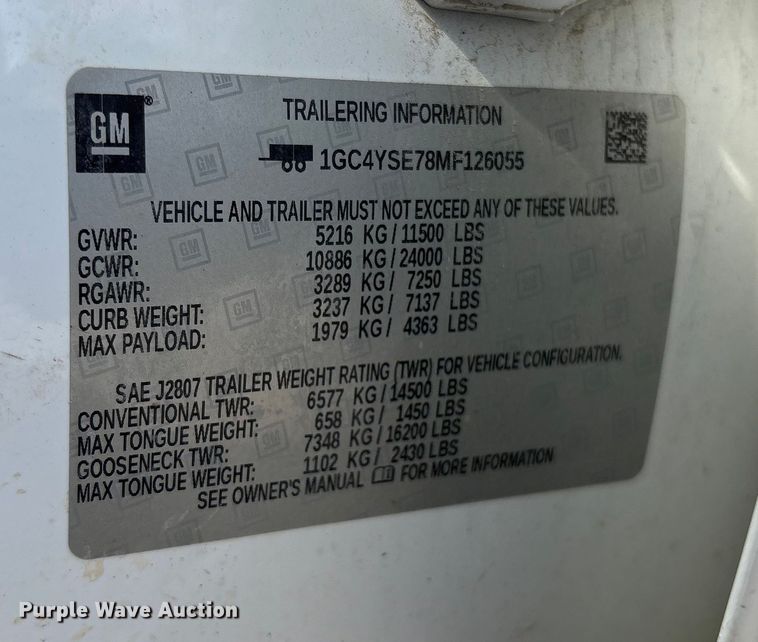 GM®
TRAILERING INFORMATION
1GC4YSE78MF126055
VEHICLE AND TRAILER MUST NOT EXCEED ANY OF THESE VALUES.
GVWR: 5216 KG / 11500 LBS
GCWR: 10886 KG / 24000 LBS
RGAWR: 3289 KG / 7250 LBS
CURB WEIGHT: 3237 KG / 7137 LBS
MAX PAYLOAD: 1979 KG / 4363 LBS
SAE J2807 TRAILER WEIGHT RATING (TWR) FOR VEHICLE CONFIGURATION.
CONVENTIONAL TWR: 6577 KG / 14500 LBS
MAX TONGUE WEIGHT: 658 KG / 1450 LBS
GOOSENECK TWR: 7348 KG / 16200 LBS
MAX TONGUE WEIGHT: 1102 KG / 2430 LBS
SEE OWNER'S MANUAL FOR MORE INFORMATION
Purple Wave Auction